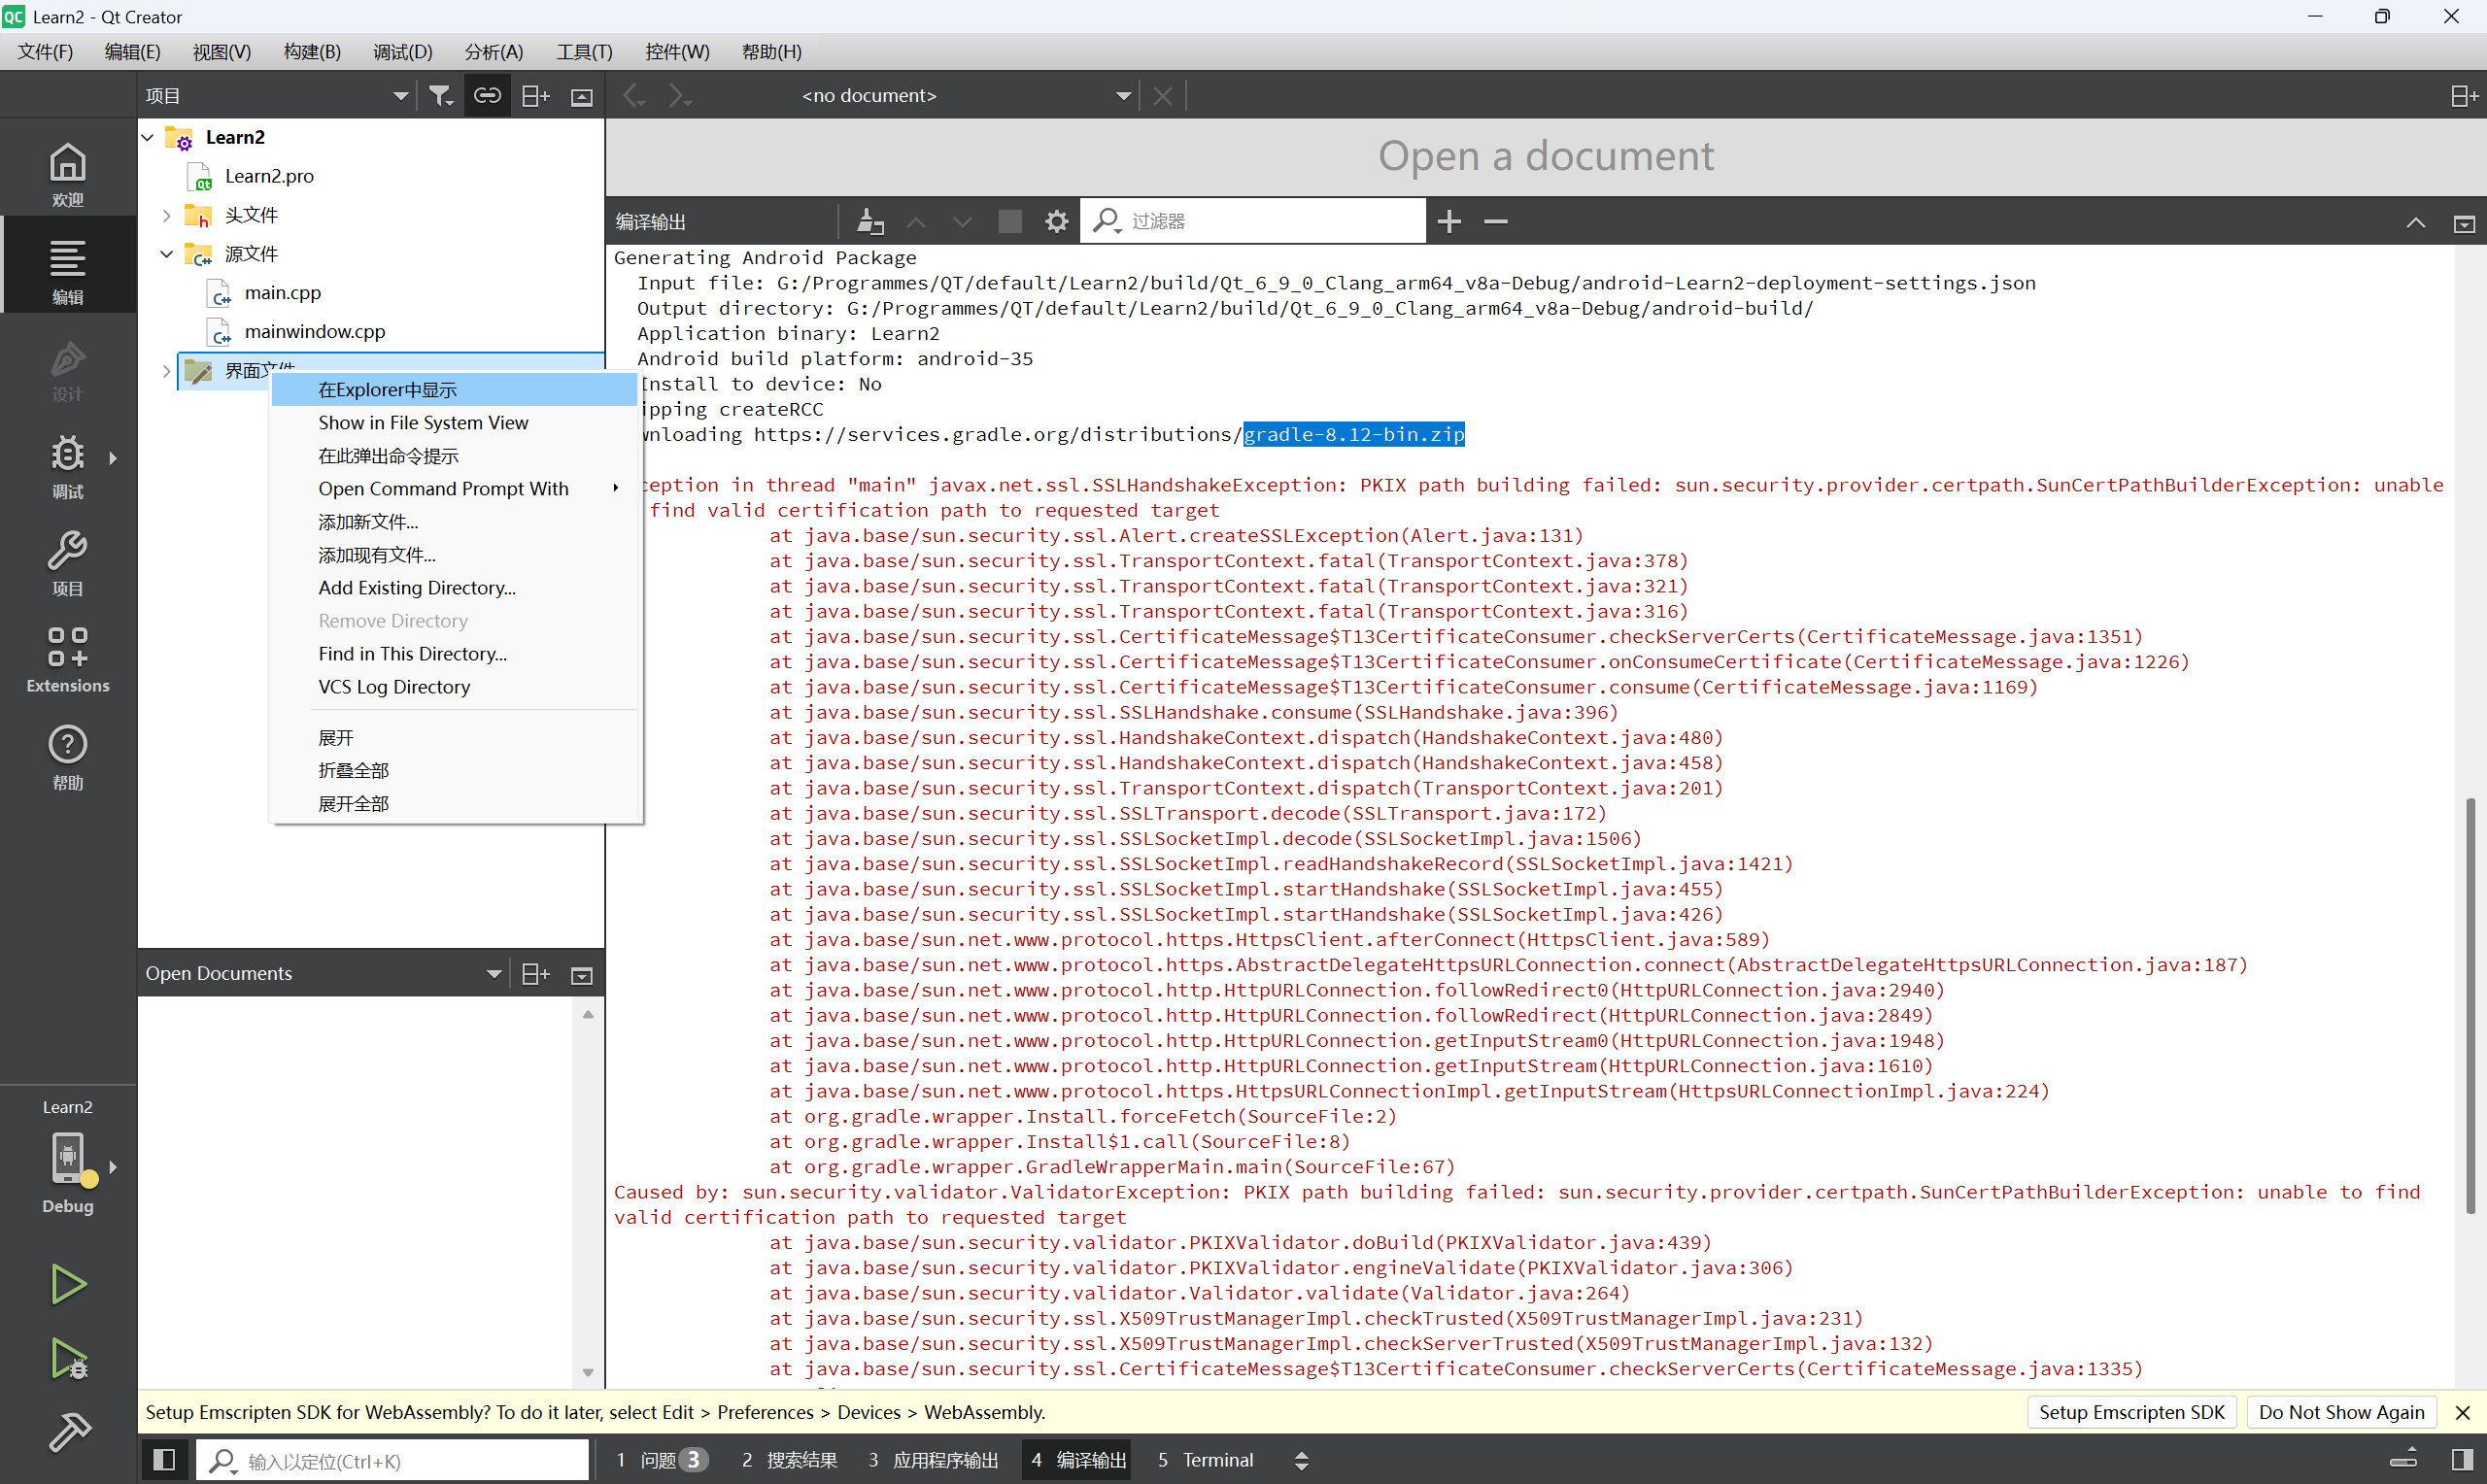 Learn2 - Qt Creator
文件(F) 编辑(E) 视图(V) 构建(B) 调试(D) 分析(A) 工具(T) 控件(W) 帮助(H)
项目
<no document>
欢迎
编辑
设计
调试
项目
Extensions
帮助
Learn2
Debug
Learn2
Learn2.pro
头文件
源文件
main.cpp
mainwindow.cpp
界面文件
在Explorer中显示
Show in File System View
在此弹出命令提示
Open Command Prompt With
添加新文件...
添加现有文件...
Add Existing Directory...
Remove Directory
Find in This Directory...
VCS Log Directory
展开
折叠全部
展开全部
Open Documents
Open a document
编译输出
过滤器
Generating Android Package
Input file: G:/Programmes/QT/default/Learn2/build/Qt_6_9_0_Clang_arm64_v8a-Debug/android-Learn2-deployment-settings.json
Output directory: G:/Programmes/QT/default/Learn2/build/Qt_6_9_0_Clang_arm64_v8a-Debug/android-build/
Application binary: Learn2
Android build platform: android-35
Install to device: No
ipping createRCC
wnloading https://services.gradle.org/distributions/gradle-8.12-bin.zip
ception in thread "main" javax.net.ssl.SSLHandshakeException: PKIX path building failed: sun.security.provider.certpath.SunCertPathBuilderException: unable
find valid certification path to requested target
at java.base/sun.security.ssl.Alert.createSSLException(Alert.java:131)
at java.base/sun.security.ssl.TransportContext.fatal(TransportContext.java:378)
at java.base/sun.security.ssl.TransportContext.fatal(TransportContext.java:321)
at java.base/sun.security.ssl.TransportContext.fatal(TransportContext.java:316)
at java.base/sun.security.ssl.CertificateMessage$T13CertificateConsumer.checkServerCerts(CertificateMessage.java:1351)
at java.base/sun.security.ssl.CertificateMessage$T13CertificateConsumer.onConsumeCertificate(CertificateMessage.java:1226)
at java.base/sun.security.ssl.CertificateMessage$T13CertificateConsumer.consume(CertificateMessage.java:1169)
at java.base/sun.security.ssl.SSLHandshake.consume(SSLHandshake.java:396)
at java.base/sun.security.ssl.HandshakeContext.dispatch(HandshakeContext.java:480)
at java.base/sun.security.ssl.HandshakeContext.dispatch(HandshakeContext.java:458)
at java.base/sun.security.ssl.TransportContext.dispatch(TransportContext.java:201)
at java.base/sun.security.ssl.SSLTransport.decode(SSLTransport.java:172)
at java.base/sun.security.ssl.SSLSocketImpl.decode(SSLSocketImpl.java:1506)
at java.base/sun.security.ssl.SSLSocketImpl.readHandshakeRecord(SSLSocketImpl.java:1421)
at java.base/sun.security.ssl.SSLSocketImpl.startHandshake(SSLSocketImpl.java:455)
at java.base/sun.security.ssl.SSLSocketImpl.startHandshake(SSLSocketImpl.java:426)
at java.base/sun.net.www.protocol.https.HttpsClient.afterConnect(HttpsClient.java:589)
at java.base/sun.net.www.protocol.https.AbstractDelegateHttpsURLConnection.connect(AbstractDelegateHttpsURLConnection.java:187)
at java.base/sun.net.www.protocol.http.HttpURLConnection.followRedirect0(HttpURLConnection.java:2940)
at java.base/sun.net.www.protocol.http.HttpURLConnection.followRedirect(HttpURLConnection.java:2849)
at java.base/sun.net.www.protocol.http.HttpURLConnection.getInputStream0(HttpURLConnection.java:1948)
at java.base/sun.net.www.protocol.http.HttpURLConnection.getInputStream(HttpURLConnection.java:1610)
at java.base/sun.net.www.protocol.https.HttpsURLConnectionImpl.getInputStream(HttpsURLConnectionImpl.java:224)
at org.gradle.wrapper.Install.forceFetch(SourceFile:2)
at org.gradle.wrapper.Install$1.call(SourceFile:8)
at org.gradle.wrapper.GradleWrapperMain.main(SourceFile:67)
Caused by: sun.security.validator.ValidatorException: PKIX path building failed: sun.security.provider.certpath.SunCertPathBuilderException: unable to find
valid certification path to requested target
at java.base/sun.security.validator.PKIXValidator.doBuild(PKIXValidator.java:439)
at java.base/sun.security.validator.PKIXValidator.engineValidate(PKIXValidator.java:306)
at java.base/sun.security.validator.Validator.validate(Validator.java:264)
at java.base/sun.security.ssl.X509TrustManagerImpl.checkTrusted(X509TrustManagerImpl.java:231)
at java.base/sun.security.ssl.X509TrustManagerImpl.checkServerTrusted(X509TrustManagerImpl.java:132)
at java.base/sun.security.ssl.CertificateMessage$T13CertificateConsumer.checkServerCerts(CertificateMessage.java:1335)
Setup Emscripten SDK for WebAssembly? To do it later, select Edit > Preferences > Devices > WebAssembly.
Setup Emscripten SDK
Do Not Show Again
输入以定位(Ctrl+K)
1 问题 3 2 搜索结果 3 应用程序输出 4 编译输出 5 Terminal